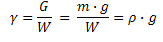 γ = G/W = m · g/W = ρ · g